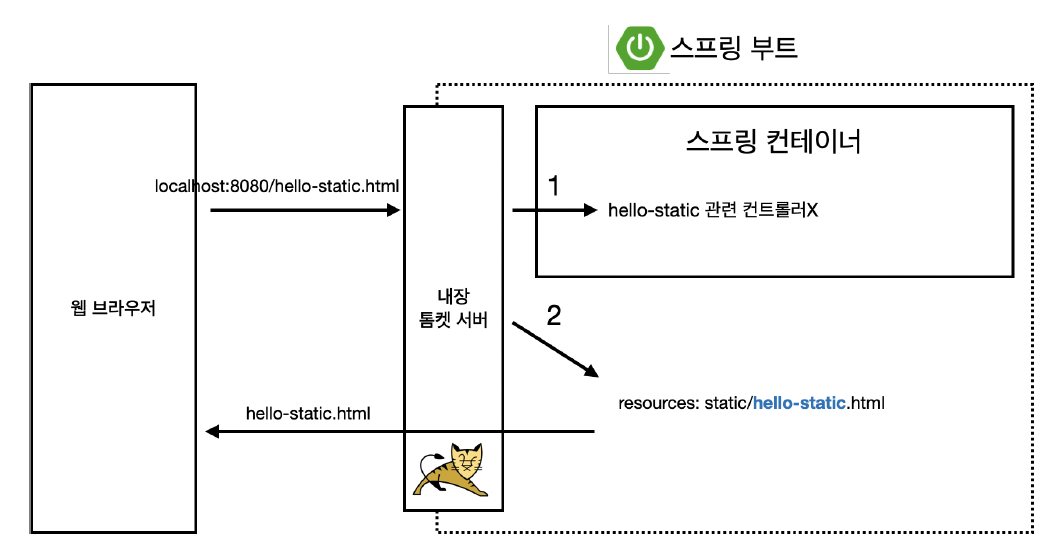 스프링 부트
스프링 컨테이너
localhost:8080/hello-static.html
1
hello-static 관련 컨트롤러X
웹 브라우저
내장
톰켓 서버
2
resources: static/hello-static.html
hello-static.html